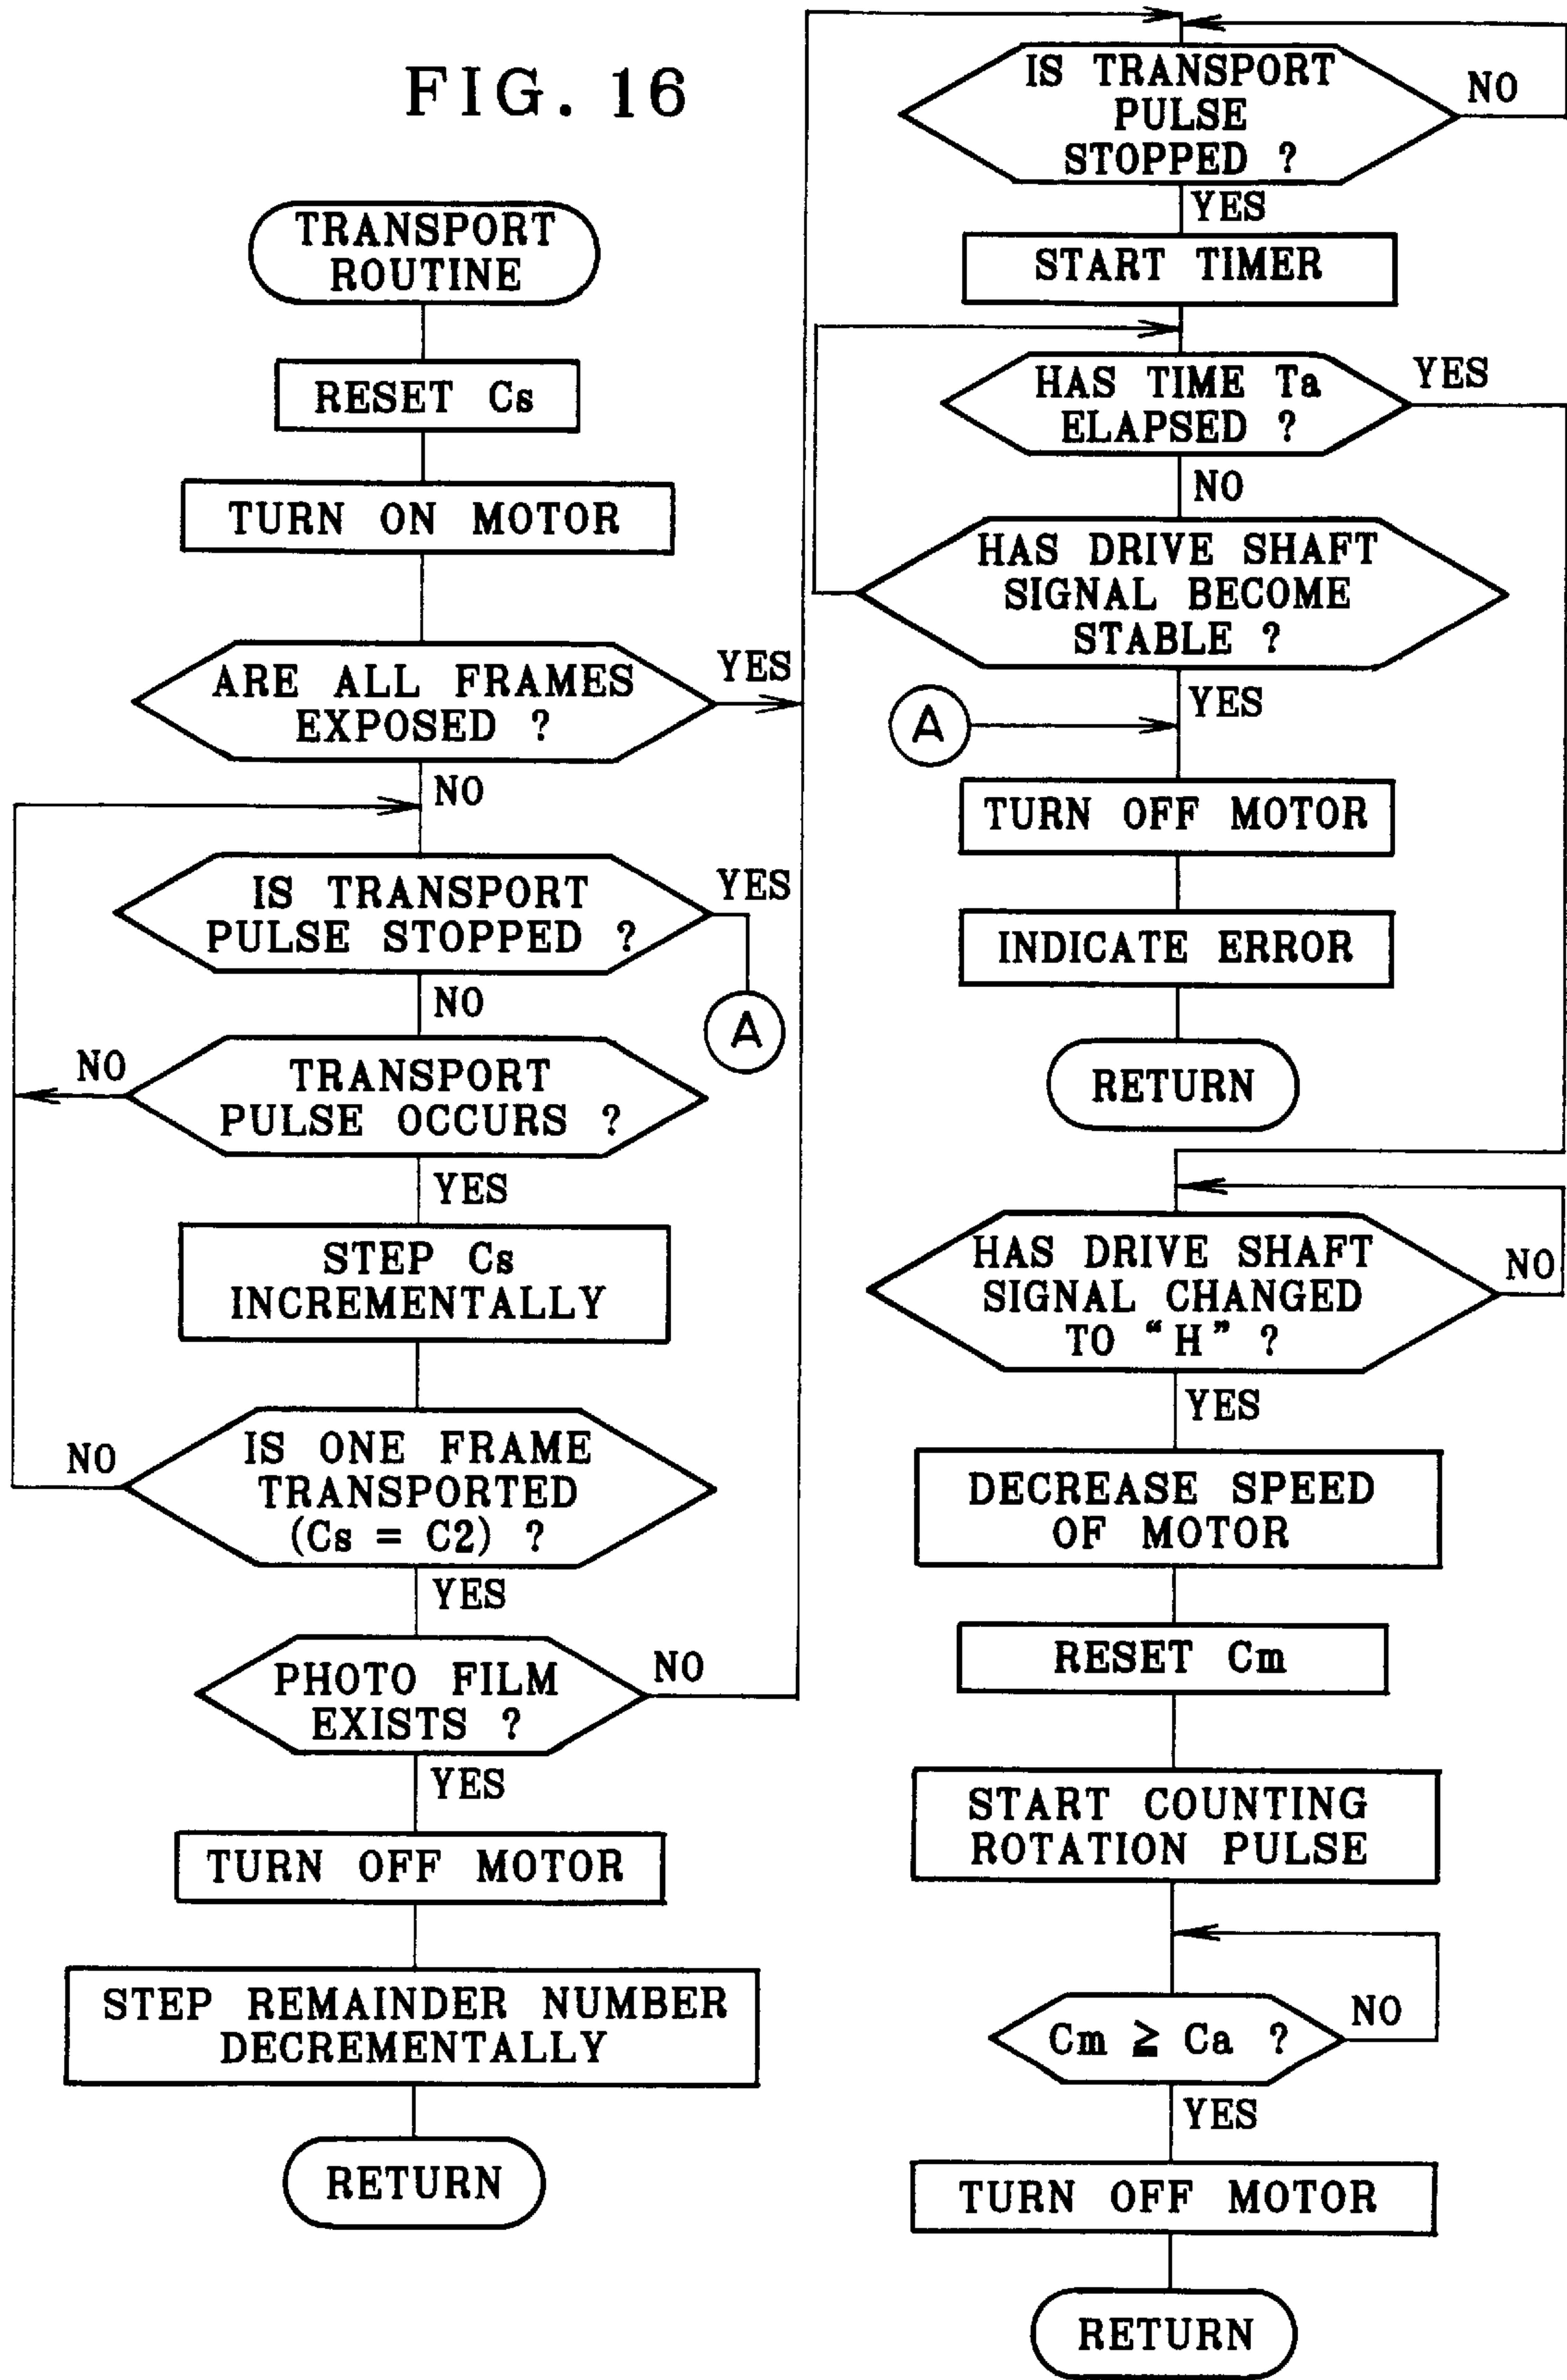 FIG. 16
TRANSPORT
ROUTINE
RESET Cs
TURN ON MOTOR
ARE ALL FRAMES
EXPOSED ?
YES
NO
IS TRANSPORT
PULSE STOPPED ?
YES
A
NO
TRANSPORT
PULSE OCCURS ?
NO
YES
STEP Cs
INCREMENTALLY
IS ONE FRAME
TRANSPORTED
(Cs = C2) ?
NO
YES
PHOTO FILM
EXISTS ?
NO
YES
TURN OFF MOTOR
STEP REMAINDER NUMBER
DECREMENTALLY
RETURN
IS TRANSPORT
PULSE
STOPPED ?
NO
YES
START TIMER
HAS TIME Ta
ELAPSED ?
YES
NO
HAS DRIVE SHAFT
SIGNAL BECOME
STABLE ?
YES
A
TURN OFF MOTOR
INDICATE ERROR
RETURN
HAS DRIVE SHAFT
SIGNAL CHANGED
TO “H” ?
NO
YES
DECREASE SPEED
OF MOTOR
RESET Cm
START COUNTING
ROTATION PULSE
Cm ≧ Ca ?
NO
YES
TURN OFF MOTOR
RETURN